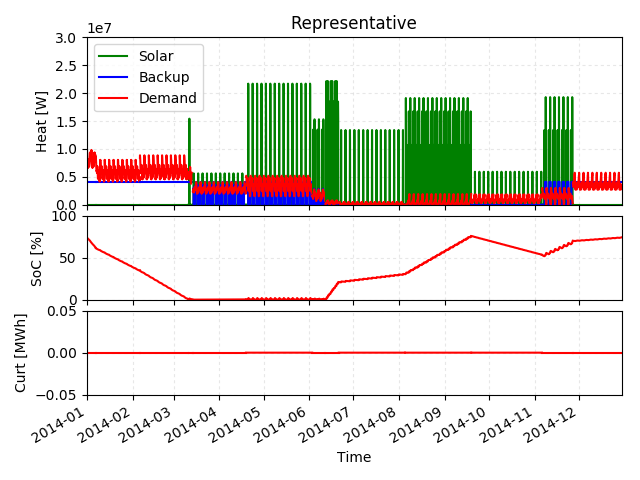 Representative
1e7
3.0
2.5
2.0
1.5
1.0
0.5
0.0
Heat [W]
Solar
Backup
Demand
100
50
0
SoC [%]
0.05
0.00
−0.05
Curt [MWh]
2014-01
2014-02
2014-03
2014-04
2014-05
2014-06
2014-07
2014-08
2014-09
2014-10
2014-11
2014-12
Time